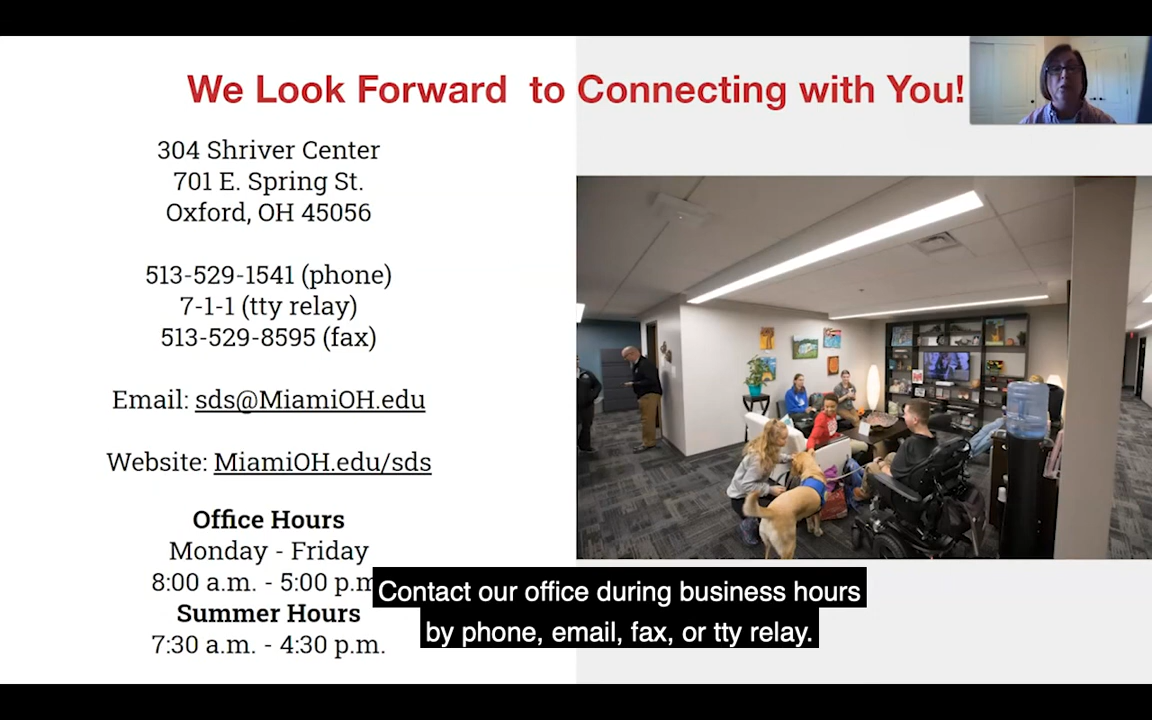 We Look Forward to Connecting with You!
304 Shriver Center
701 E. Spring St.
Oxford, OH 45056
513-529-1541 (phone)
7-1-1 (tty relay)
513-529-8595 (fax)
Email: sds@MiamiOH.edu
Website: MiamiOH.edu/sds
Office Hours
Monday - Friday
8:00 a.m. - 5:00 p.m
Summer Hours
7:30 a.m. - 4:30 p.m.
Contact our office during business hours
by phone, email, fax, or tty relay.